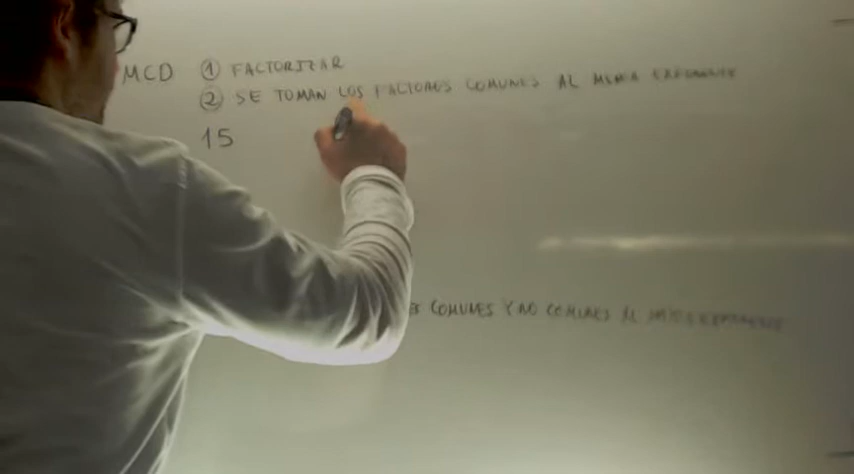 MCD ① FACTORIZAR
② SE TOMAN LOS FACTORES COMUNES AL MENOR EXPONENTE
15
COMUNES Y NO COMUNES AL MAYOR EXPONENTE